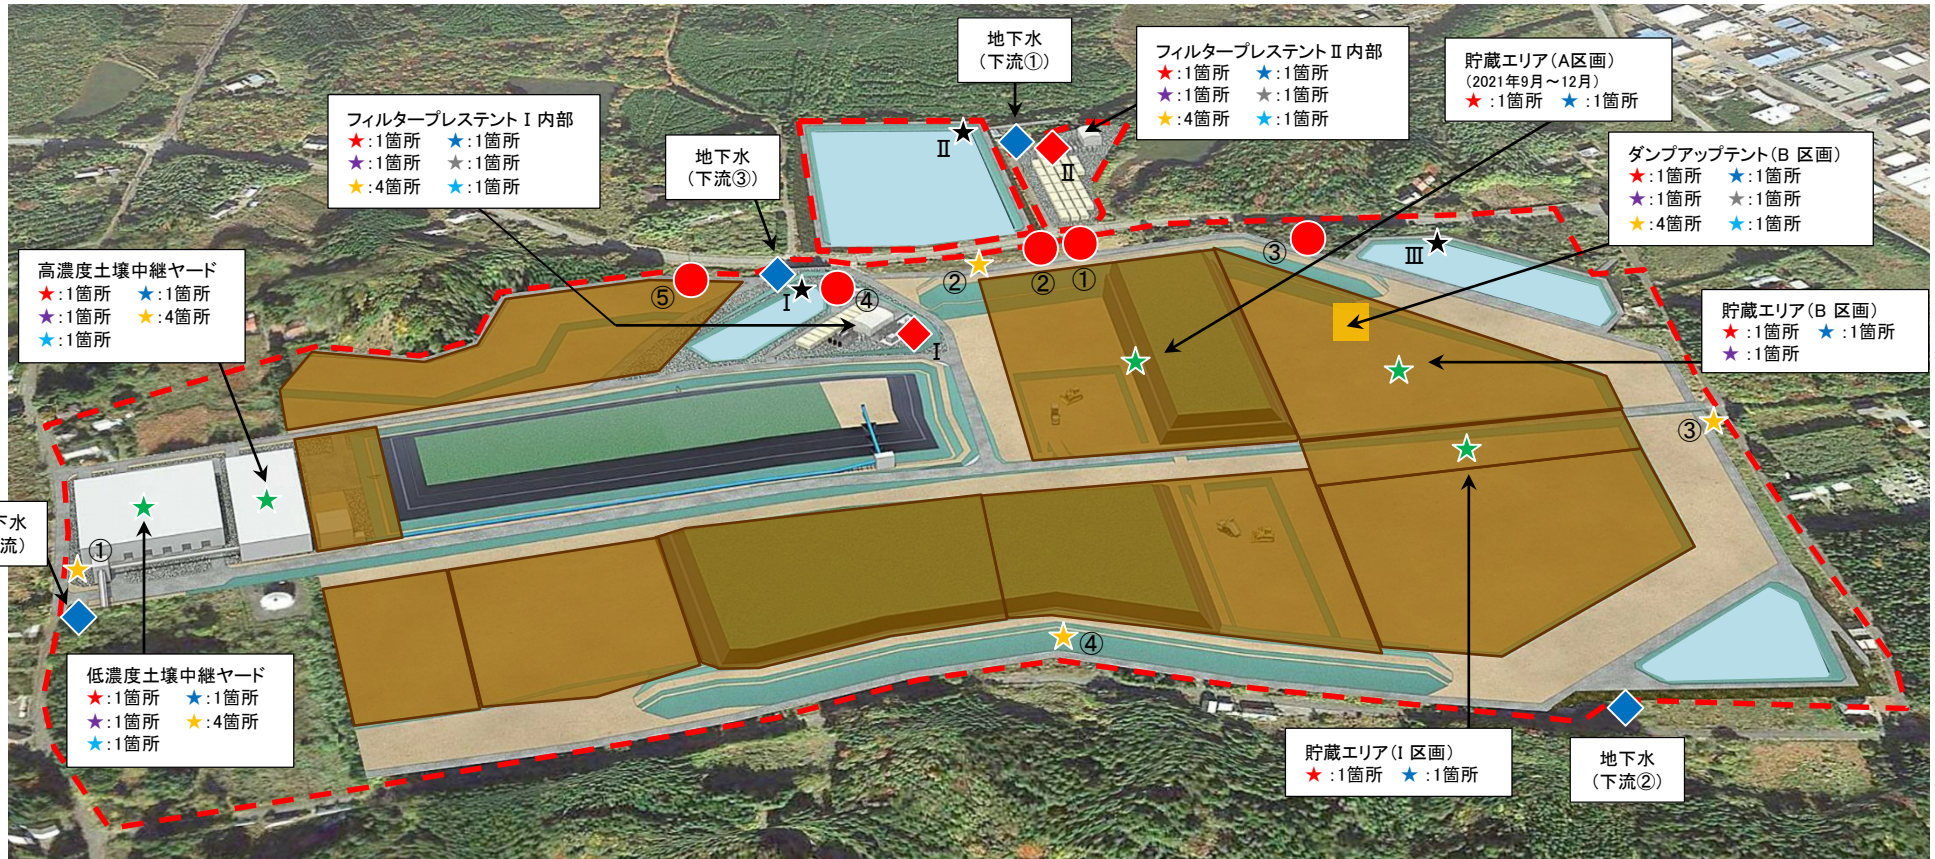 地下水
(下流①)
フィルタープレステントⅡ内部
★:1箇所 ★:1箇所
★:1箇所 ★:1箇所
★:4箇所 ★:1箇所
貯蔵エリア(A区画)
(2021年9月～12月)
★:1箇所 ★:1箇所
フィルタープレステントⅠ内部
★:1箇所 ★:1箇所
★:1箇所 ★:1箇所
★:4箇所 ★:1箇所
地下水
(下流③)
ダンプアップテント(B 区画)
★:1箇所 ★:1箇所
★:1箇所 ★:1箇所
★:4箇所 ★:1箇所
Ⅱ
Ⅱ
高濃度土壌中継ヤード
★:1箇所 ★:1箇所
★:1箇所 ★:4箇所
★:1箇所
⑤
Ⅰ
④
②
②
①
③
Ⅲ
Ⅰ
貯蔵エリア(B 区画)
★:1箇所 ★:1箇所
★:1箇所
③
下水
流)
①
④
低濃度土壌中継ヤード
★:1箇所 ★:1箇所
★:1箇所 ★:4箇所
★:1箇所
貯蔵エリア(I 区画)
★:1箇所 ★:1箇所
地下水
(下流②)